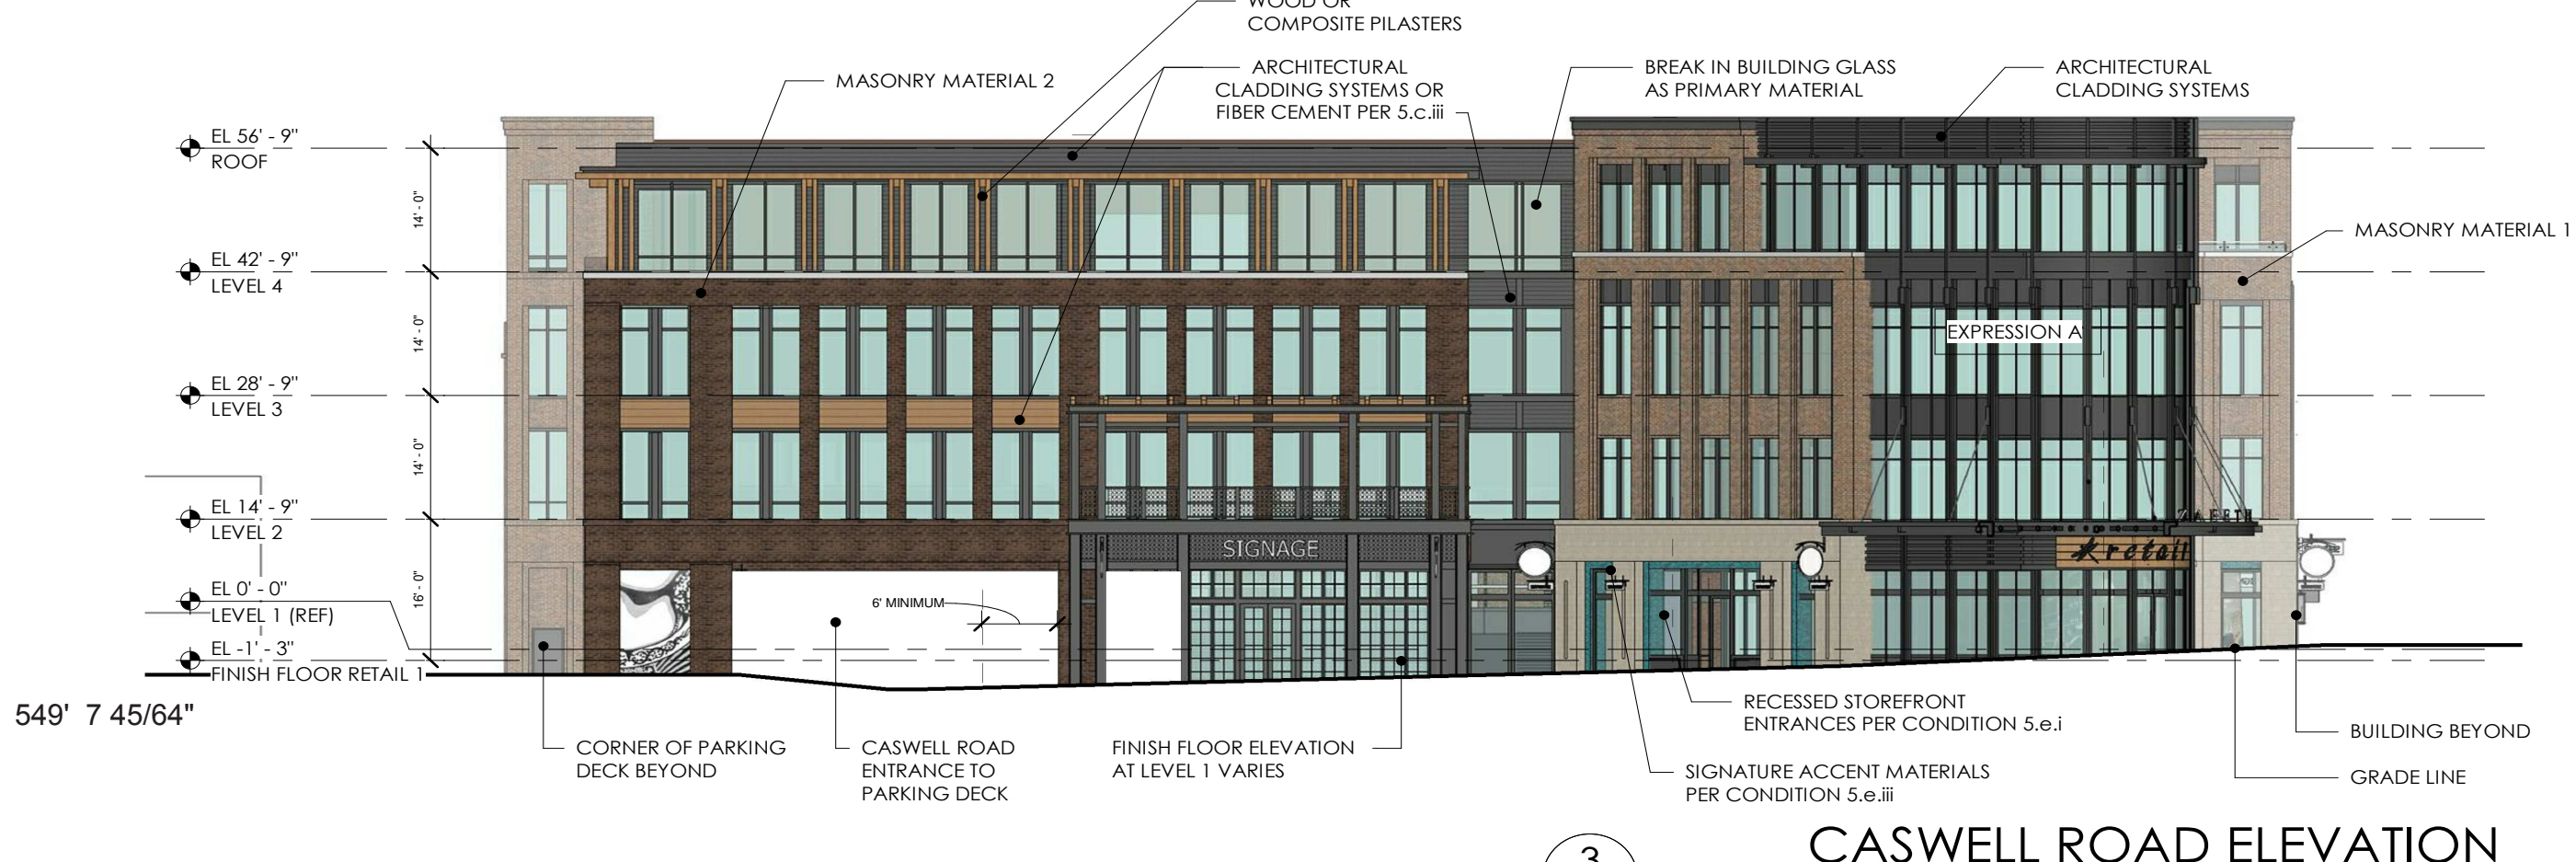 WOOD OR
COMPOSITE PILASTERS
MASONRY MATERIAL 2
ARCHITECTURAL
CLADDING SYSTEMS OR
FIBER CEMENT PER 5.c.iii
BREAK IN BUILDING GLASS
AS PRIMARY MATERIAL
ARCHITECTURAL
CLADDING SYSTEMS
MASONRY MATERIAL 1
EL 56' - 9"
ROOF
14' - 0"
EL 42' - 9"
LEVEL 4
14' - 0"
EXPRESSION A
EL 28' - 9"
LEVEL 3
14' - 0"
EL 14' - 9"
LEVEL 2
SIGNAGE
retail
16' - 0"
EL 0' - 0"
LEVEL 1 (REF)
6' MINIMUM
EL -1' - 3"
FINISH FLOOR RETAIL 1
549' 7 45/64"
CORNER OF PARKING
DECK BEYOND
CASWELL ROAD
ENTRANCE TO
PARKING DECK
FINISH FLOOR ELEVATION
AT LEVEL 1 VARIES
RECESSED STOREFRONT
ENTRANCES PER CONDITION 5.e.i
SIGNATURE ACCENT MATERIALS
PER CONDITION 5.e.iii
BUILDING BEYOND
GRADE LINE
3
CASWELL ROAD ELEVATION